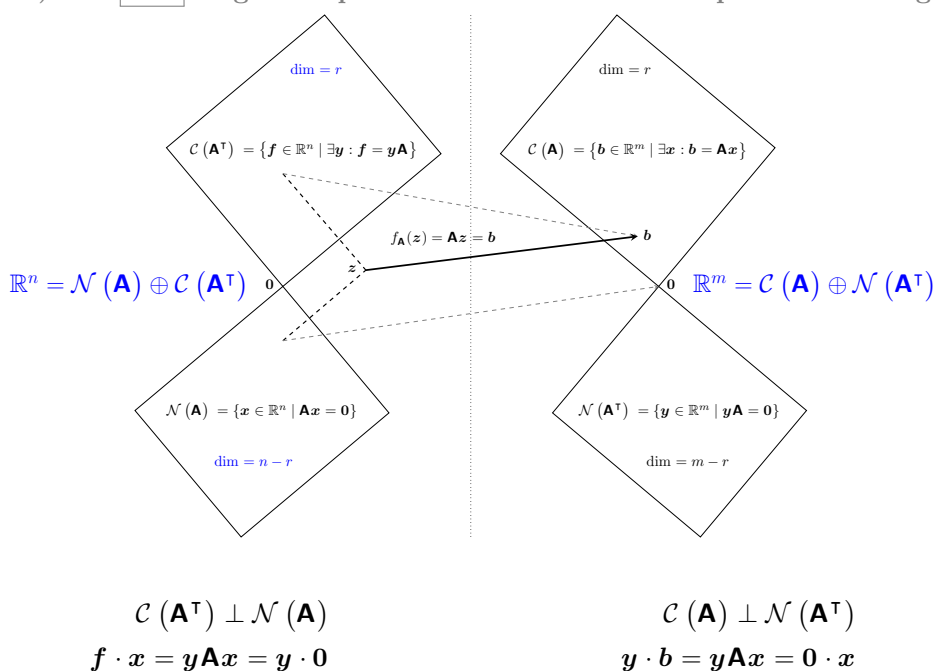 dim = r
dim = r
𝒞(𝗔ᵀ) = {𝒇 ∈ ℝⁿ | ∃𝒚 : 𝒇 = 𝒚𝗔}
𝒞(𝗔) = {𝒃 ∈ ℝᵐ | ∃𝒙 : 𝒃 = 𝗔𝒙}
f_𝗔(𝒛) = 𝗔𝒛 = 𝒃
𝒃
𝒛
ℝⁿ = 𝒩(𝗔) ⊕ 𝒞(𝗔ᵀ)
𝟎
𝟎
ℝᵐ = 𝒞(𝗔) ⊕ 𝒩(𝗔ᵀ)
𝒩(𝗔) = {𝒙 ∈ ℝⁿ | 𝗔𝒙 = 𝟎}
𝒩(𝗔ᵀ) = {𝒚 ∈ ℝᵐ | 𝒚𝗔 = 𝟎}
dim = n − r
dim = m − r
𝒞(𝗔ᵀ) ⊥ 𝒩(𝗔)
𝒞(𝗔) ⊥ 𝒩(𝗔ᵀ)
𝒇 · 𝒙 = 𝒚𝗔𝒙 = 𝒚 · 𝟎
𝒚 · 𝒃 = 𝒚𝗔𝒙 = 𝟎 · 𝒙